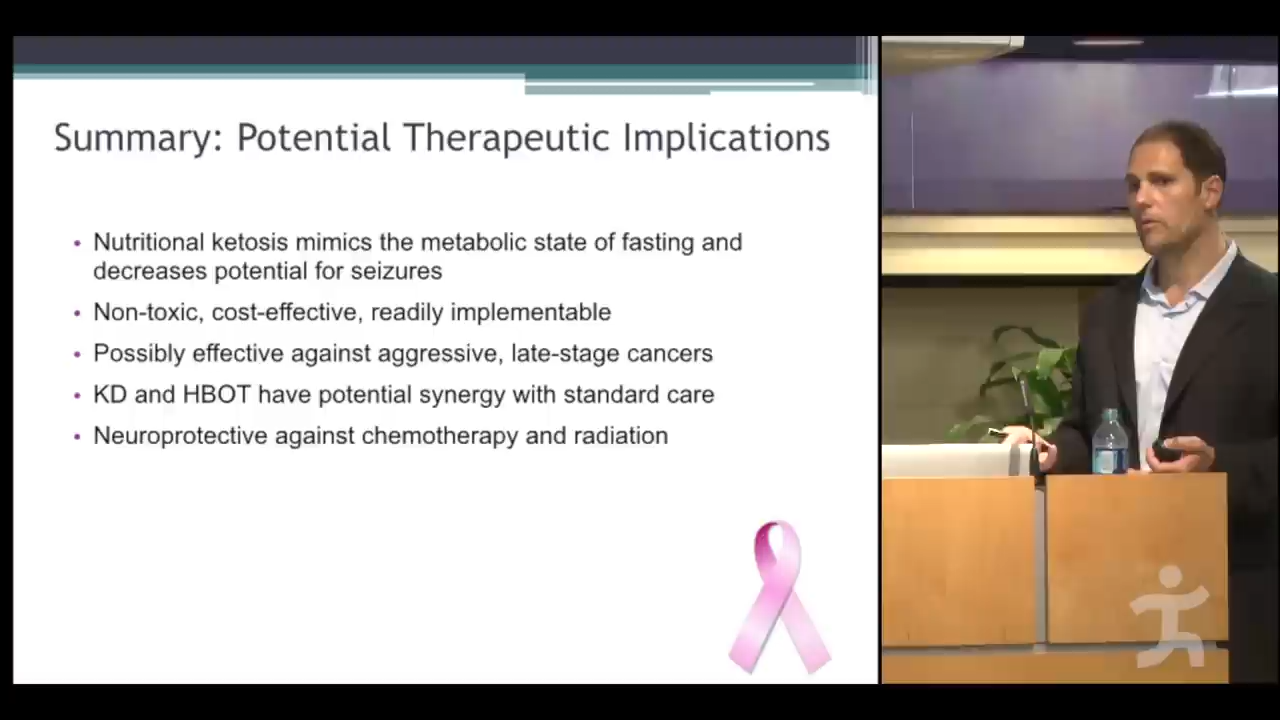 Summary: Potential Therapeutic Implications
• Nutritional ketosis mimics the metabolic state of fasting and
decreases potential for seizures
• Non-toxic, cost-effective, readily implementable
• Possibly effective against aggressive, late-stage cancers
• KD and HBOT have potential synergy with standard care
• Neuroprotective against chemotherapy and radiation